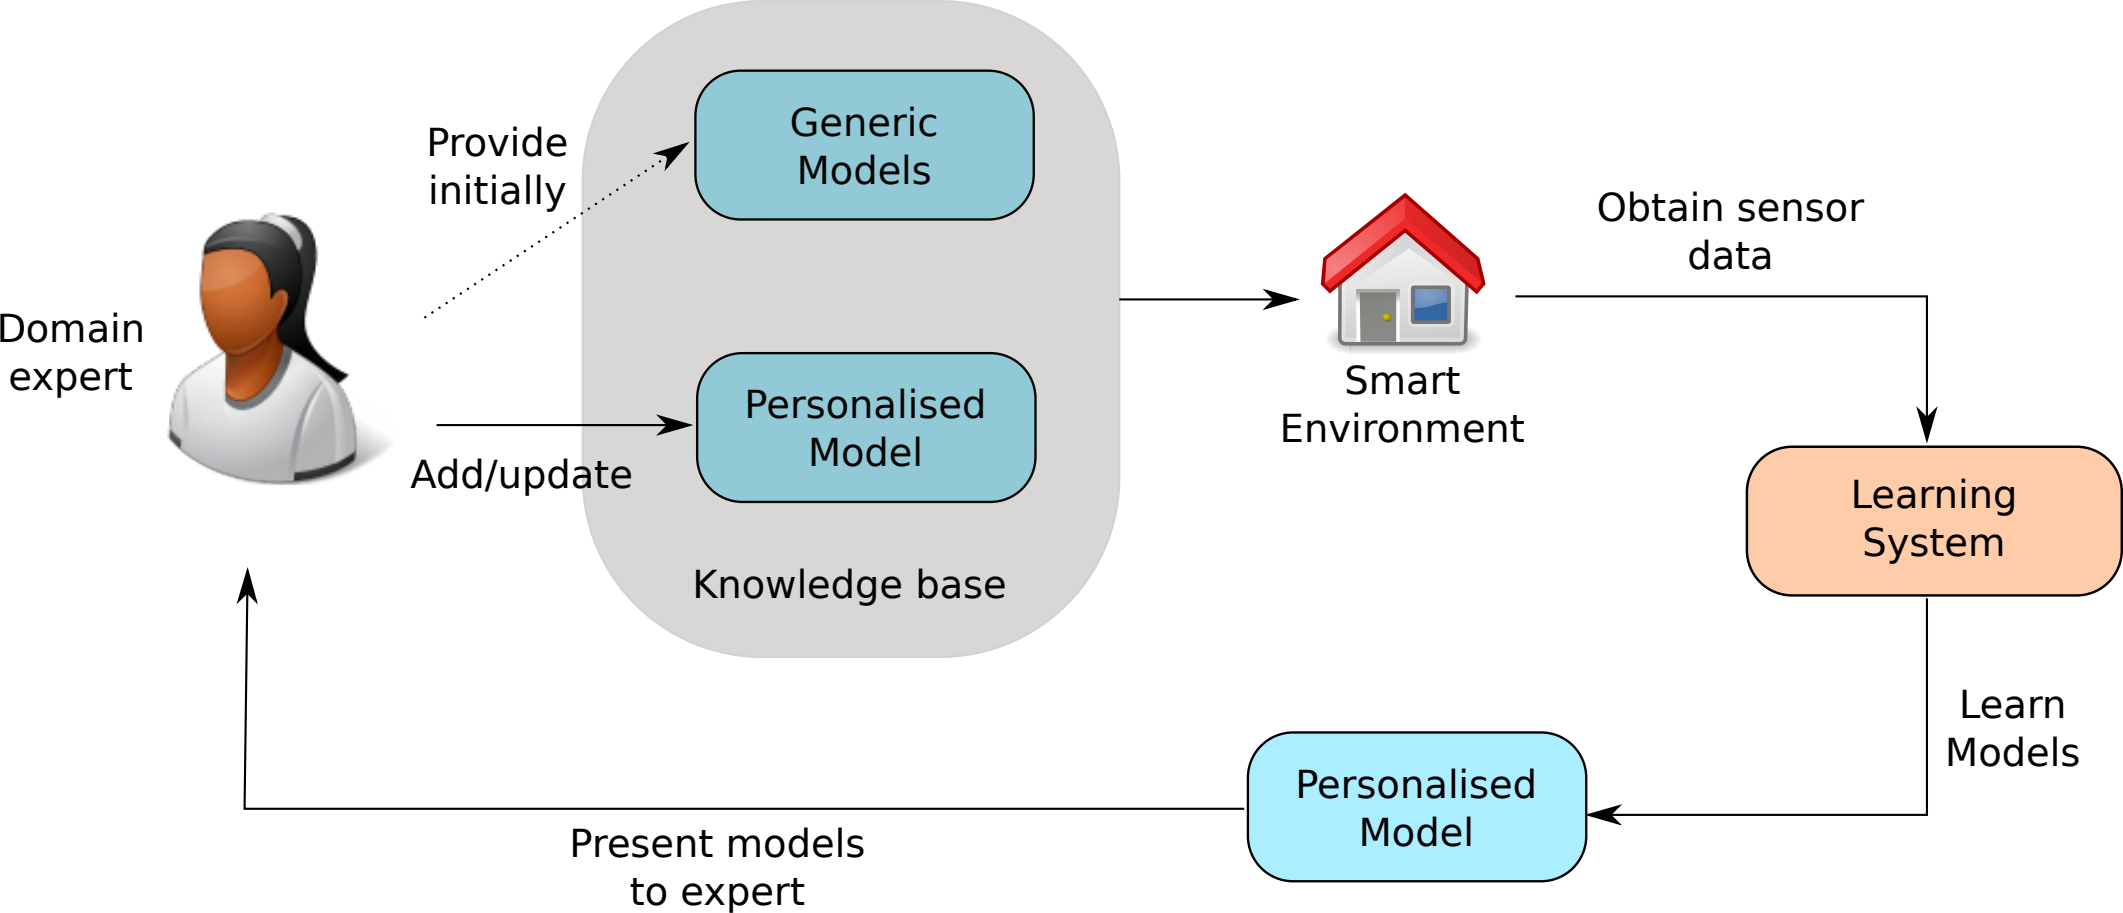 Generic
Models
Provide
initially
Domain
expert
Add/update
Personalised
Model
Knowledge base
Smart
Environment
Obtain sensor
data
Learning
System
Learn
Models
Personalised
Model
Present models
to expert